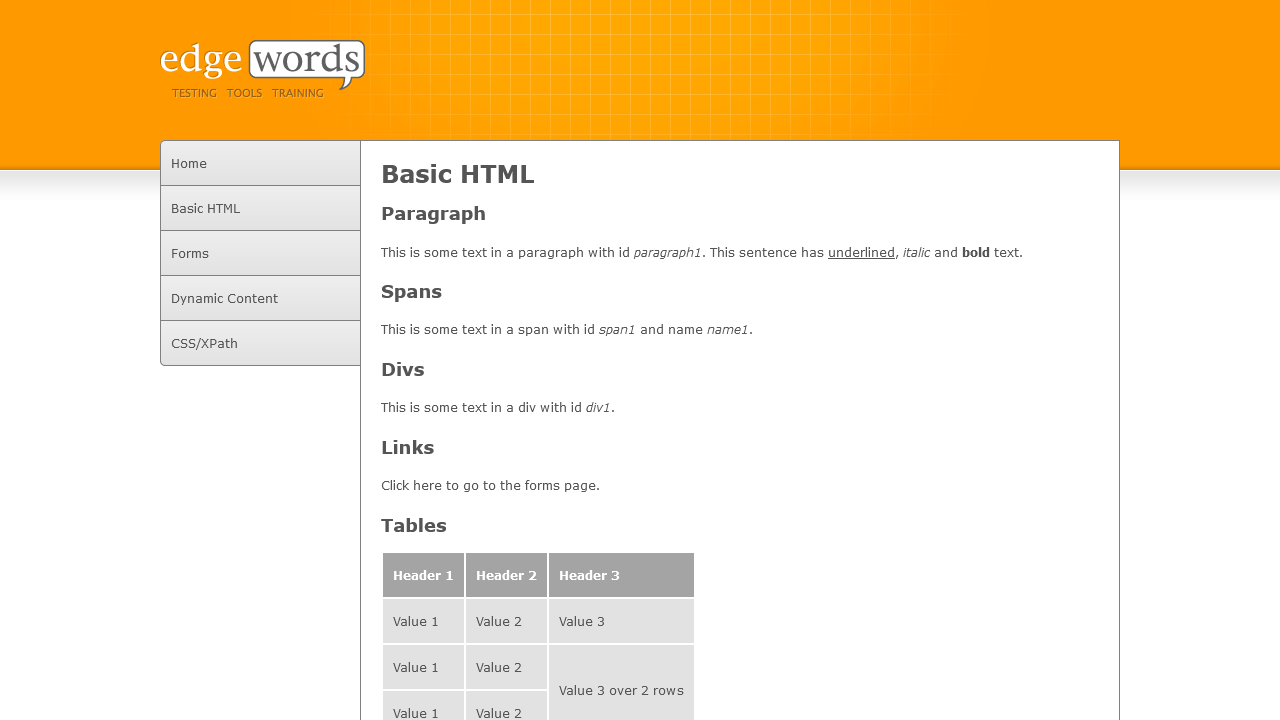 edge words
TESTING TOOLS TRAINING
Home
Basic HTML
Forms
Dynamic Content
CSS/XPath
Basic HTML
Paragraph
This is some text in a paragraph with id paragraph1. This sentence has underlined, italic and bold text.
Spans
This is some text in a span with id span1 and name name1.
Divs
This is some text in a div with id div1.
Links
Click here to go to the forms page.
Tables
Header 1 Header 2 Header 3
Value 1 Value 2 Value 3
Value 1 Value 2
Value 3 over 2 rows
Value 1 Value 2